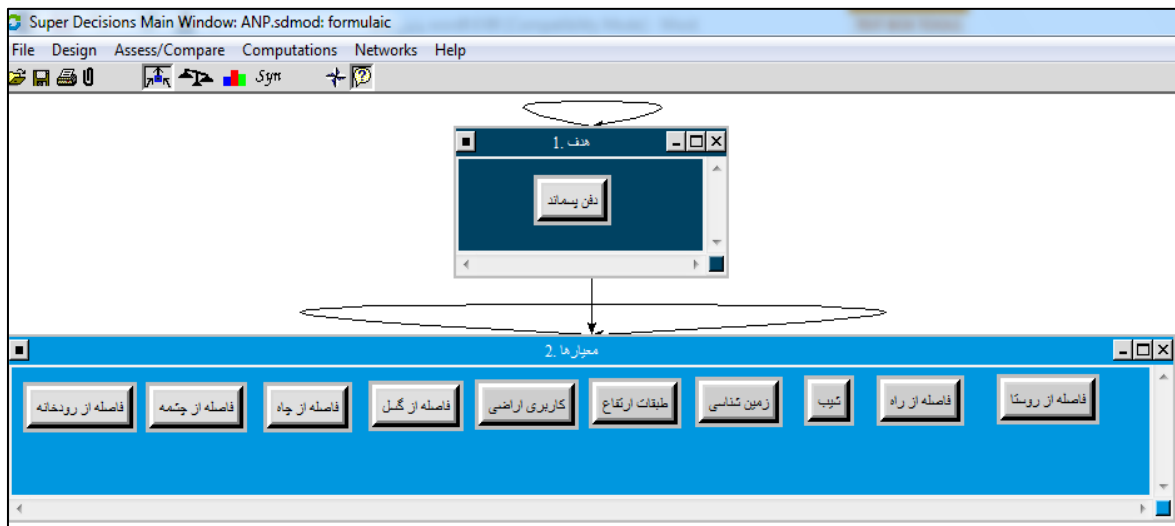 Super Decisions Main Window: ANP.sdmod: formulaic
File Design Assess/Compare Computations Networks Help
Syn
1. هدف
دفن پسماند
2. معیارها
فاصله از روستا
فاصله از راه
شیب
زمین شناسی
طبقات ارتفاع
کاربری اراضی
فاصله از گسل
فاصله از چاه
فاصله از چشمه
فاصله از رودخانه